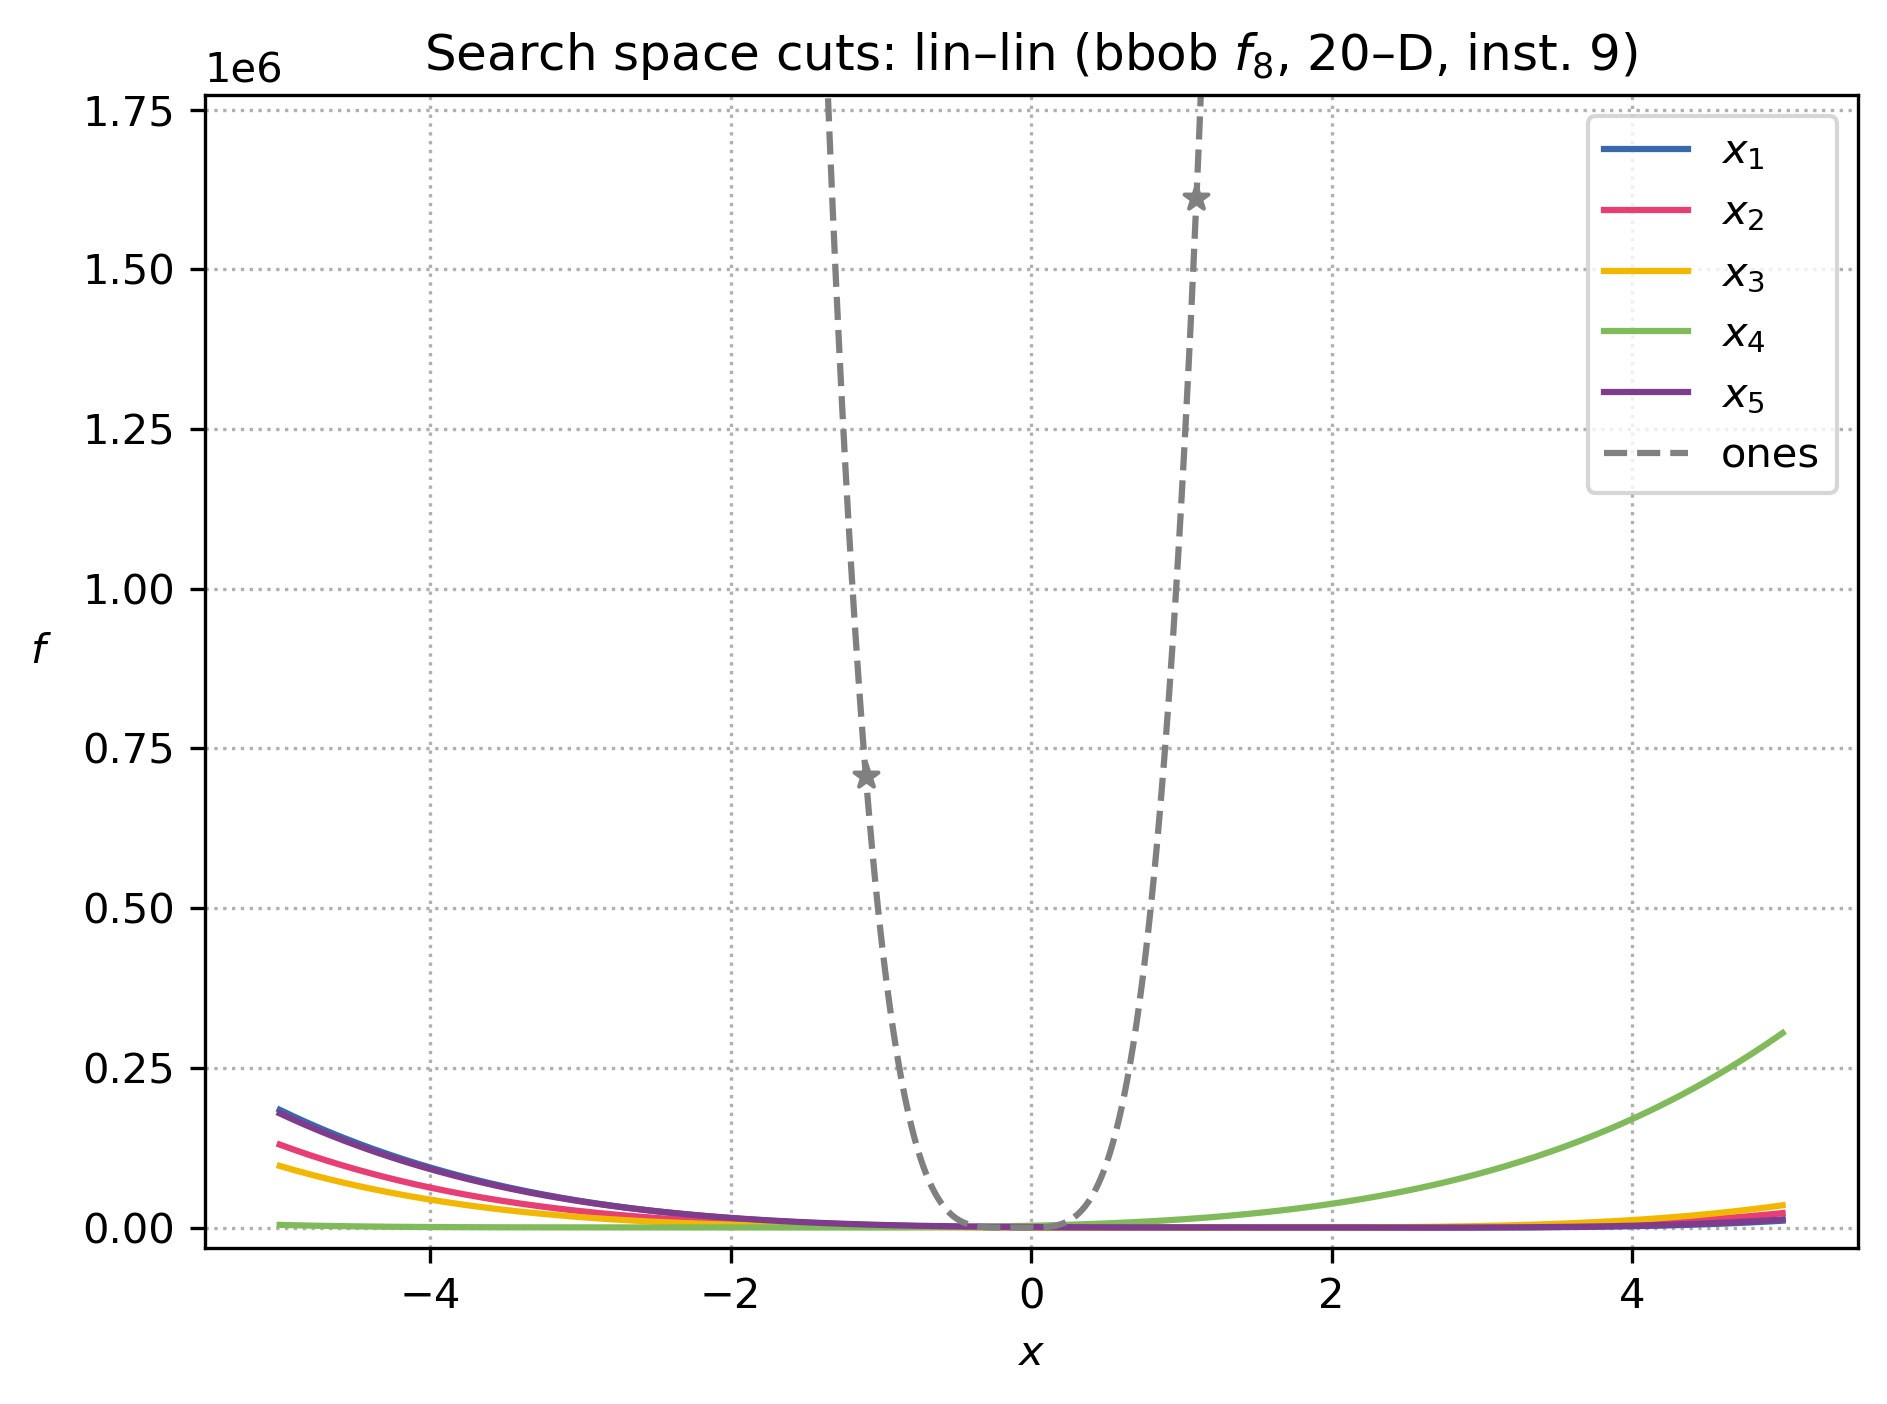 Search space cuts: lin–lin (bbob f₈, 20–D, inst. 9)
1e6
1.75
1.50
1.25
1.00
0.75
0.50
0.25
0.00
f
x₁
x₂
x₃
x₄
x₅
ones
−4 −2 0 2 4
x